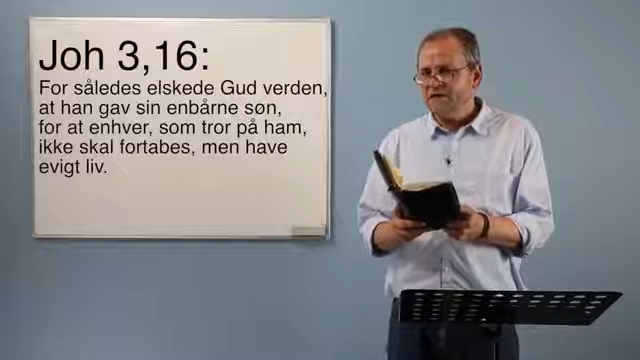 Joh 3,16:
For således elskede Gud verden,
at han gav sin enbårne søn,
for at enhver, som tror på ham,
ikke skal fortabes, men have
evigt liv.